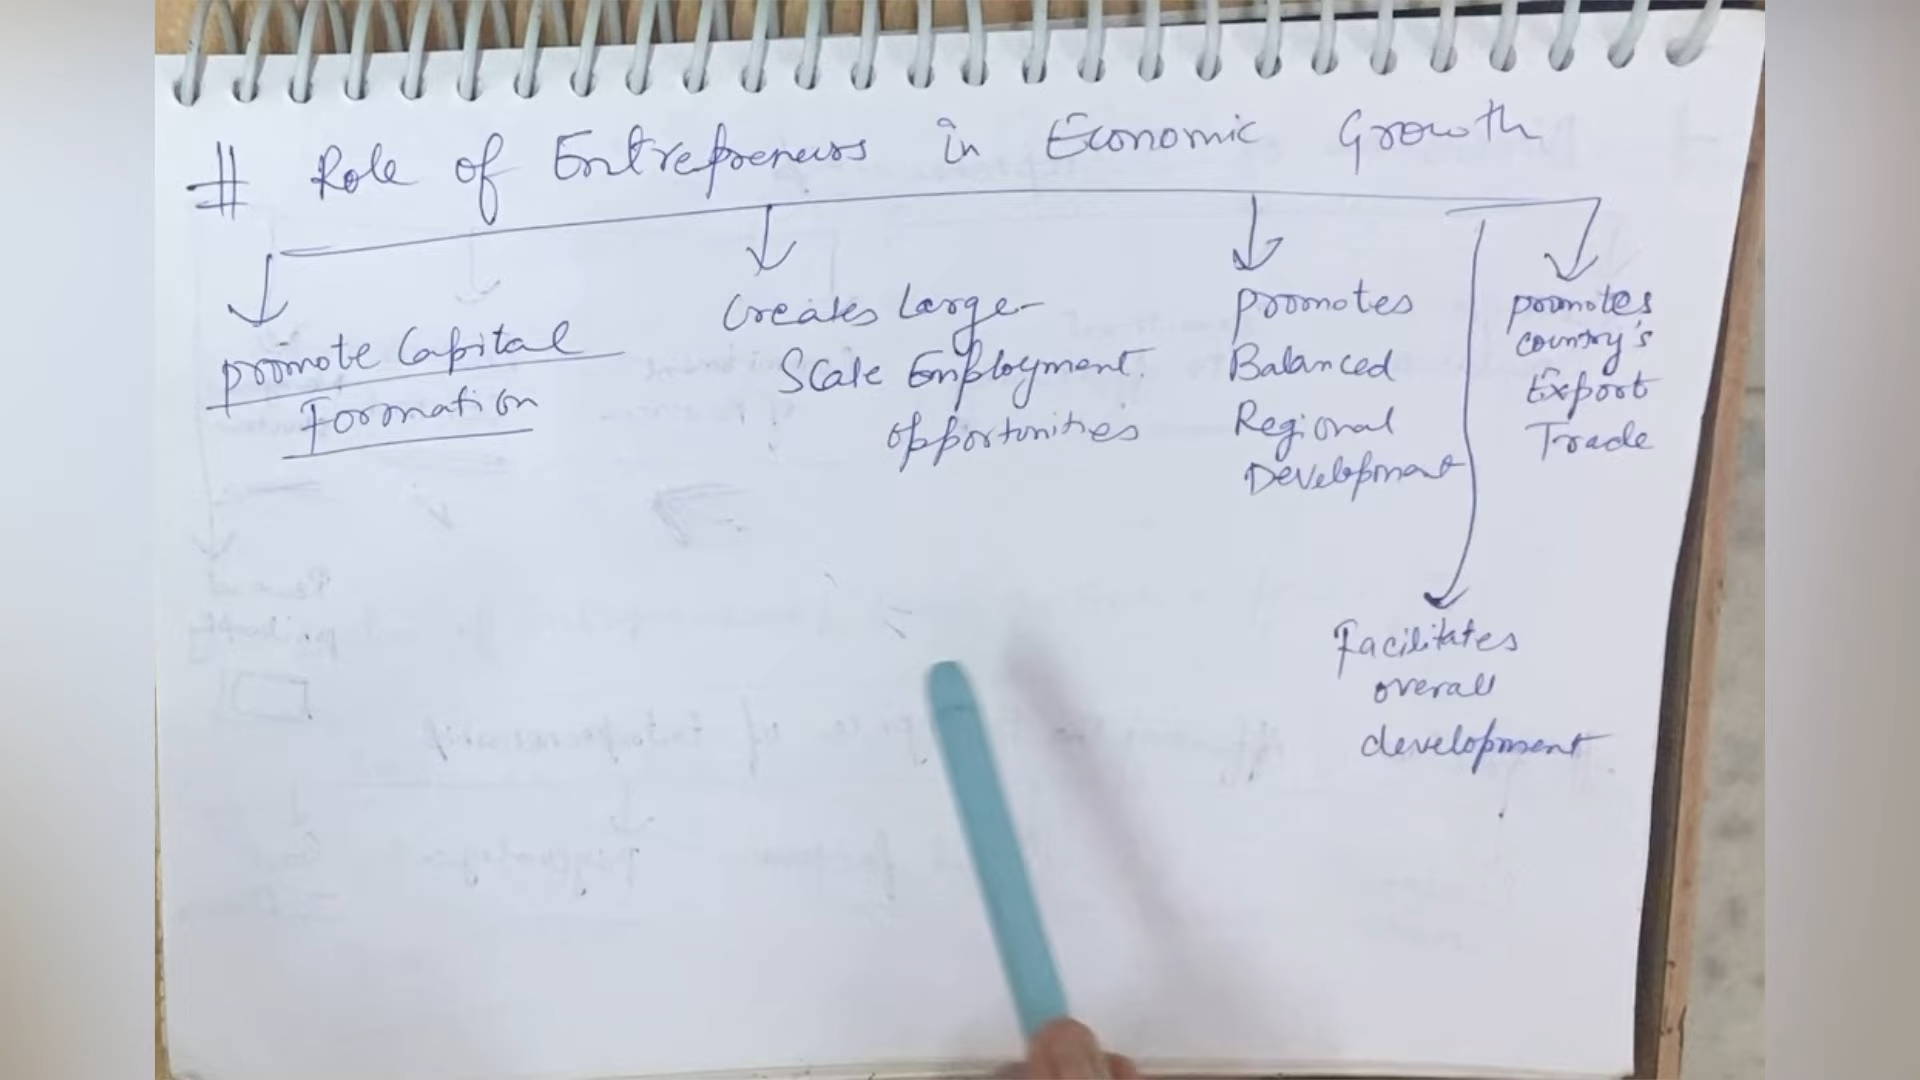 # Role of Entrepreneurs in Economic Growth
promote Capital
Formation
Creates Large-
Scale Employment
opportunities
promotes
Balanced
Regional
Development
promotes
country's
Export
Trade
Facilitates
overall
development